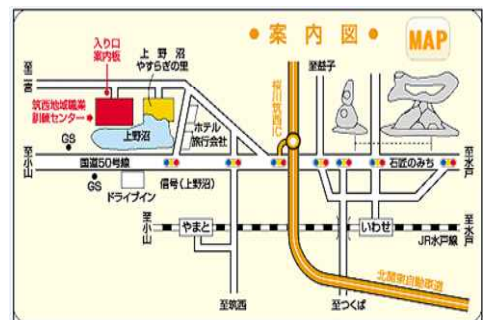 ● 案内図 ●
MAP
入り口
案内板
上野沼
やすらぎの里
至二宮
至益子
桜川筑西IC
筑西地域職業
訓練センター
上野沼
ホテル
旅行会社
GS
至小山
国道50号線
石匠のみち
至水戸
GS
ドライブイン
信号(上野沼)
至小山
やまと
いわせ
至水戸
JR水戸線
北関東自動車道
至筑西
至つくば